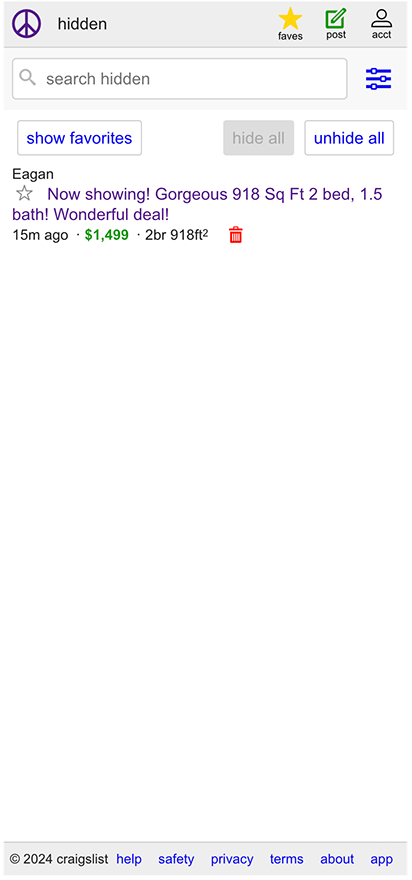 hidden
faves
post
acct
search hidden
show favorites
hide all
unhide all
Eagan
Now showing! Gorgeous 918 Sq Ft 2 bed, 1.5
bath! Wonderful deal!
15m ago · $1,499 · 2br 918ft²
© 2024 craigslist help safety privacy terms about app